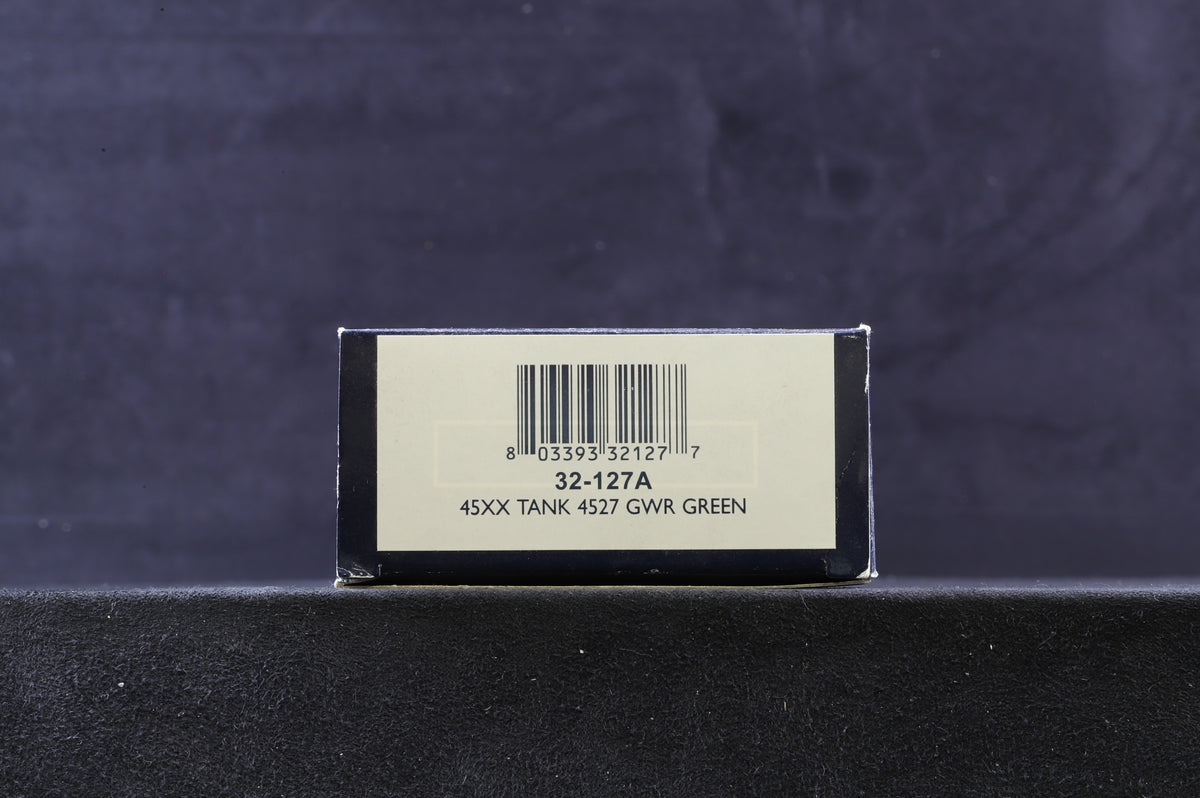 8 03393 32127 7
32-127A
45XX TANK 4527 GWR GREEN